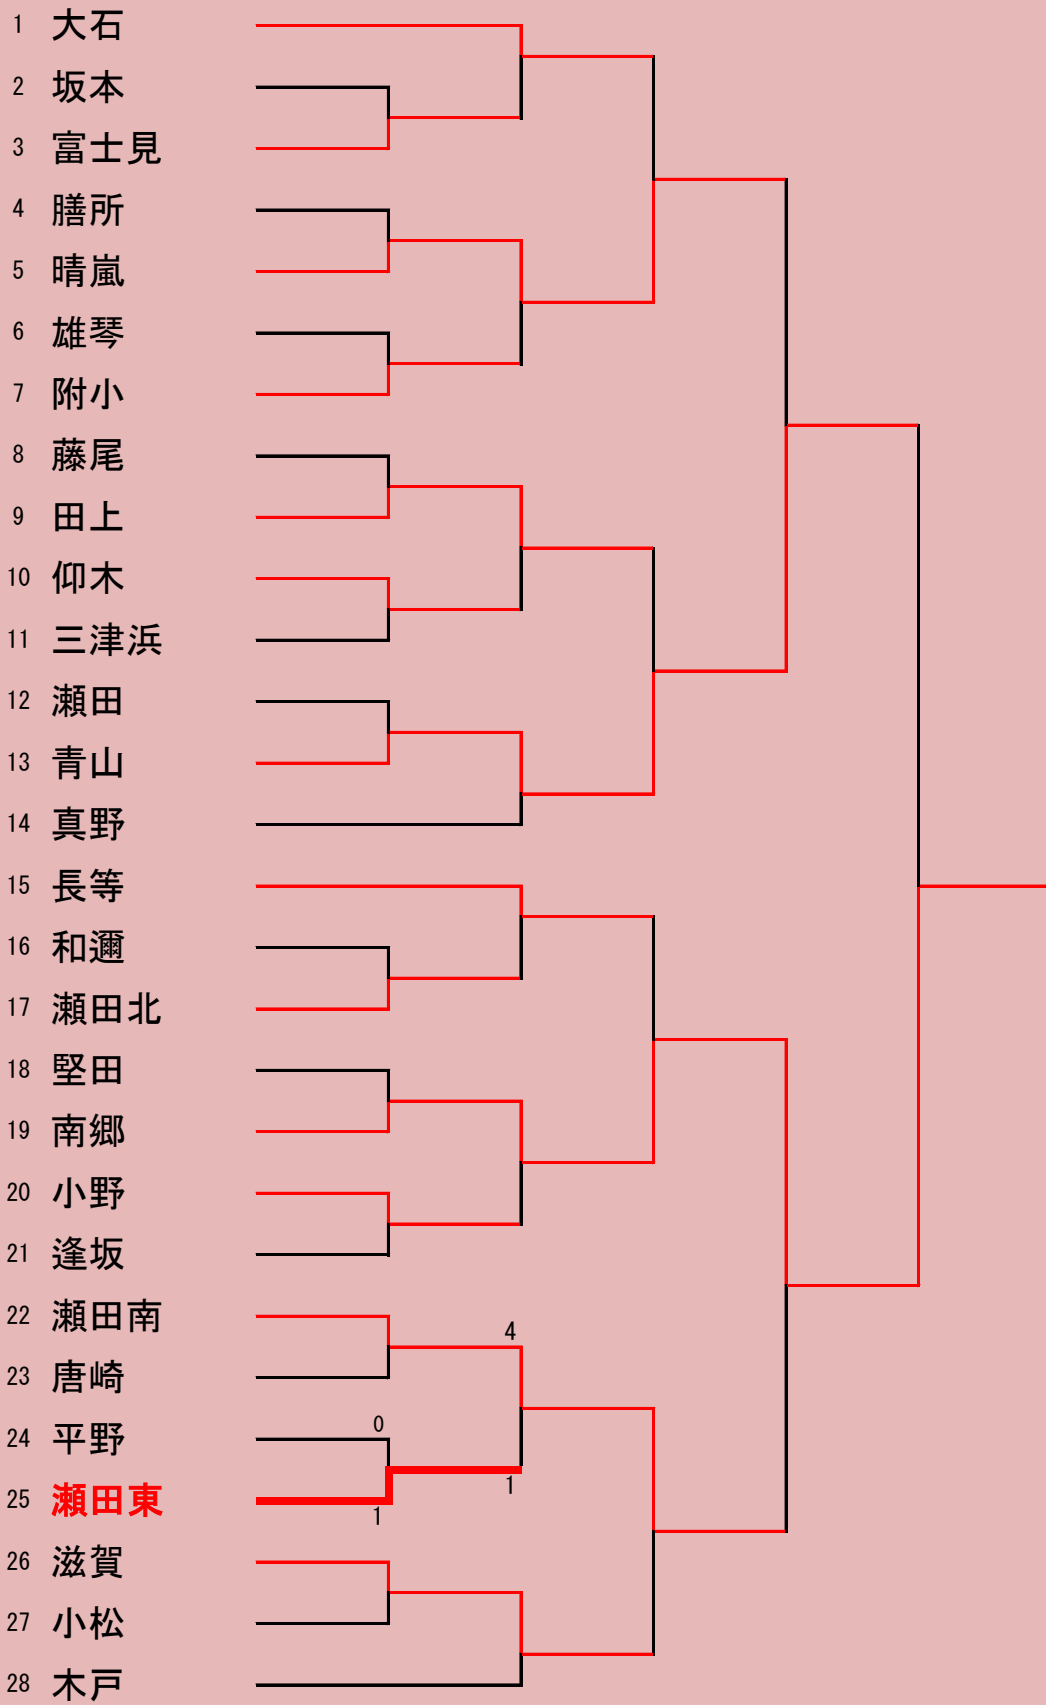 1 大石
2 坂本
3 富士見
4 膳所
5 晴嵐
6 雄琴
7 附小
8 藤尾
9 田上
10 仰木
11 三津浜
12 瀬田
13 青山
14 真野
15 長等
16 和邇
17 瀬田北
18 堅田
19 南郷
20 小野
21 逢坂
22 瀬田南
4
23 唐崎
24 平野
0
25 瀬田東
1
1
26 滋賀
27 小松
28 木戸